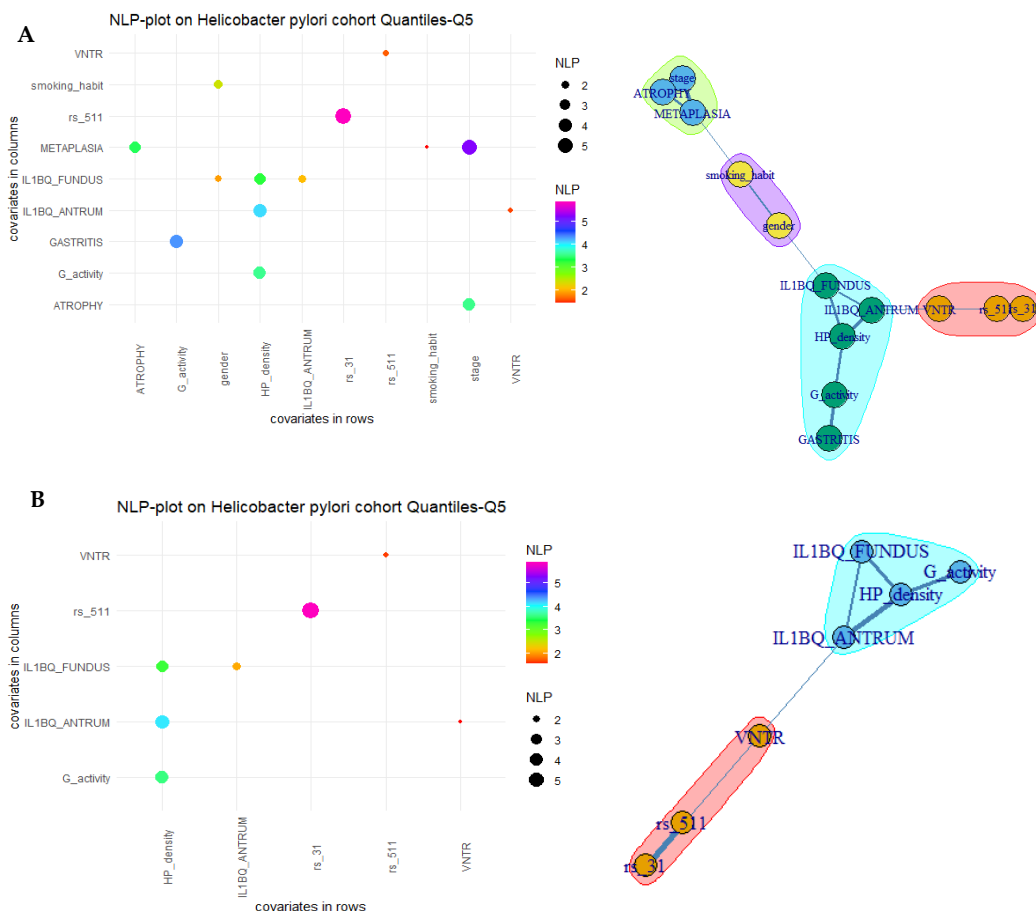 A
NLP-plot on Helicobacter pylori cohort Quantiles-Q5
covariates in columns
VNTR
smoking_habit
rs_511
METAPLASIA
IL1BQ_FUNDUS
IL1BQ_ANTRUM
GASTRITIS
G_activity
ATROPHY
ATROPHY
G_activity
gender
HP_density
IL1BQ_ANTRUM
rs_31
rs_511
smoking_habit
stage
VNTR
covariates in rows
NLP
2
3
4
5
NLP
5
4
3
2
stage
ATROPHY
METAPLASIA
smoking_habit
gender
IL1BQ_FUNDUS
IL1BQ_ANTRUM
VNTR
rs_511
rs_31
HP_density
G_activity
GASTRITIS
B
NLP-plot on Helicobacter pylori cohort Quantiles-Q5
covariates in columns
VNTR
rs_511
IL1BQ_FUNDUS
IL1BQ_ANTRUM
G_activity
HP_density
IL1BQ_ANTRUM
rs_31
rs_511
VNTR
covariates in rows
NLP
5
4
3
2
NLP
2
3
4
5
IL1BQ_FUNDUS
G_activity
HP_density
IL1BQ_ANTRUM
VNTR
rs_511
rs_31